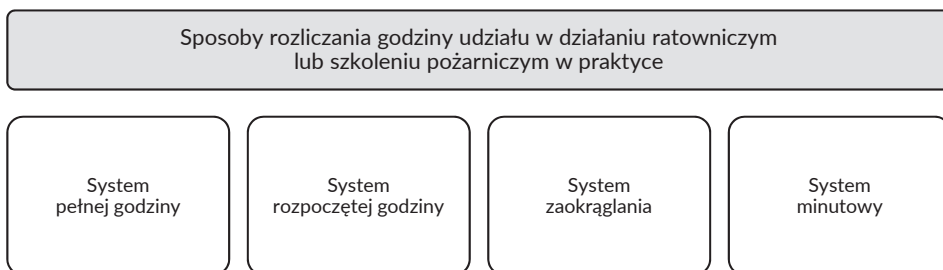 Sposoby rozliczania godziny udziału w działaniu ratowniczym
lub szkoleniu pożarniczym w praktyce
System
pełnej godziny
System
rozpoczętej godziny
System
zaokrąglania
System
minutowy